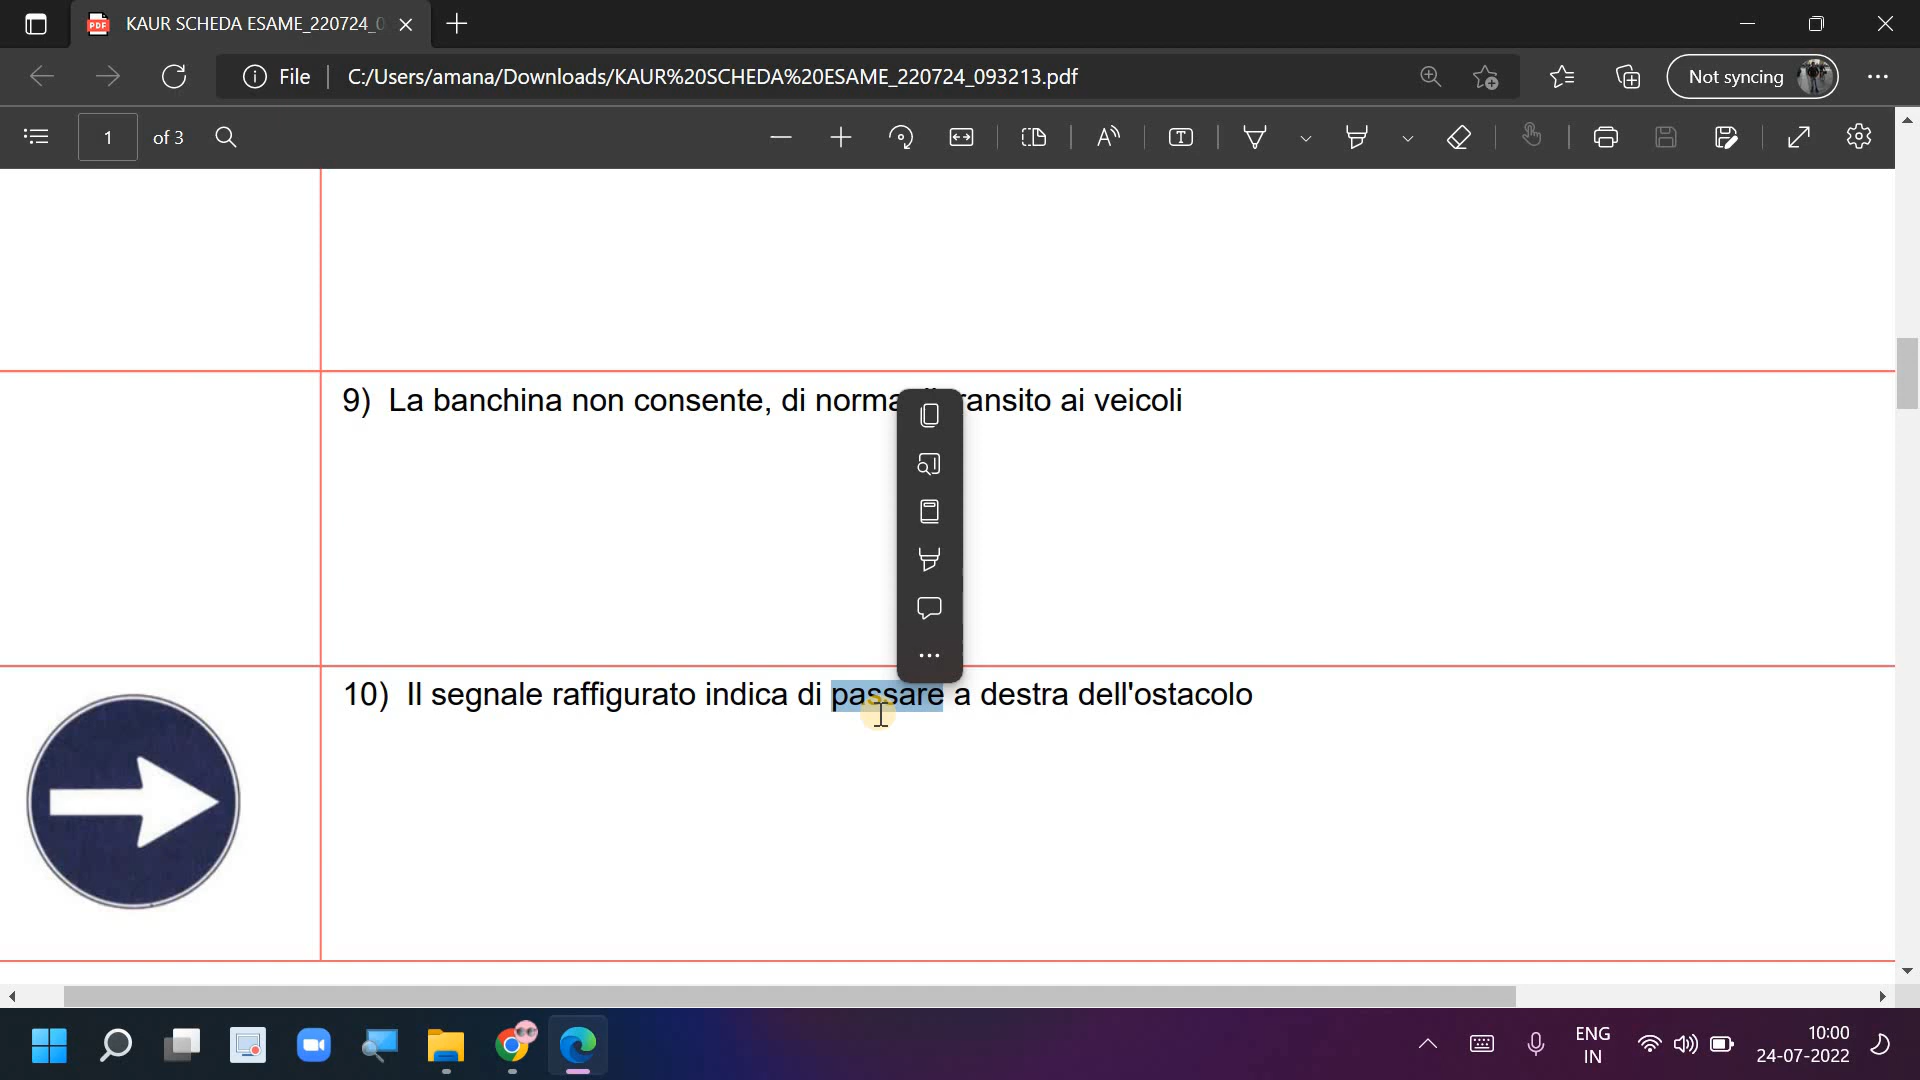 KAUR SCHEDA ESAME_220724_0
File
C:/Users/amana/Downloads/KAUR%20SCHEDA%20ESAME_220724_093213.pdf
Not syncing
1 of 3
9) La banchina non consente, di norma ansito ai veicoli
10) Il segnale raffigurato indica di passare a destra dell'ostacolo
ENG
IN
10:00
24-07-2022